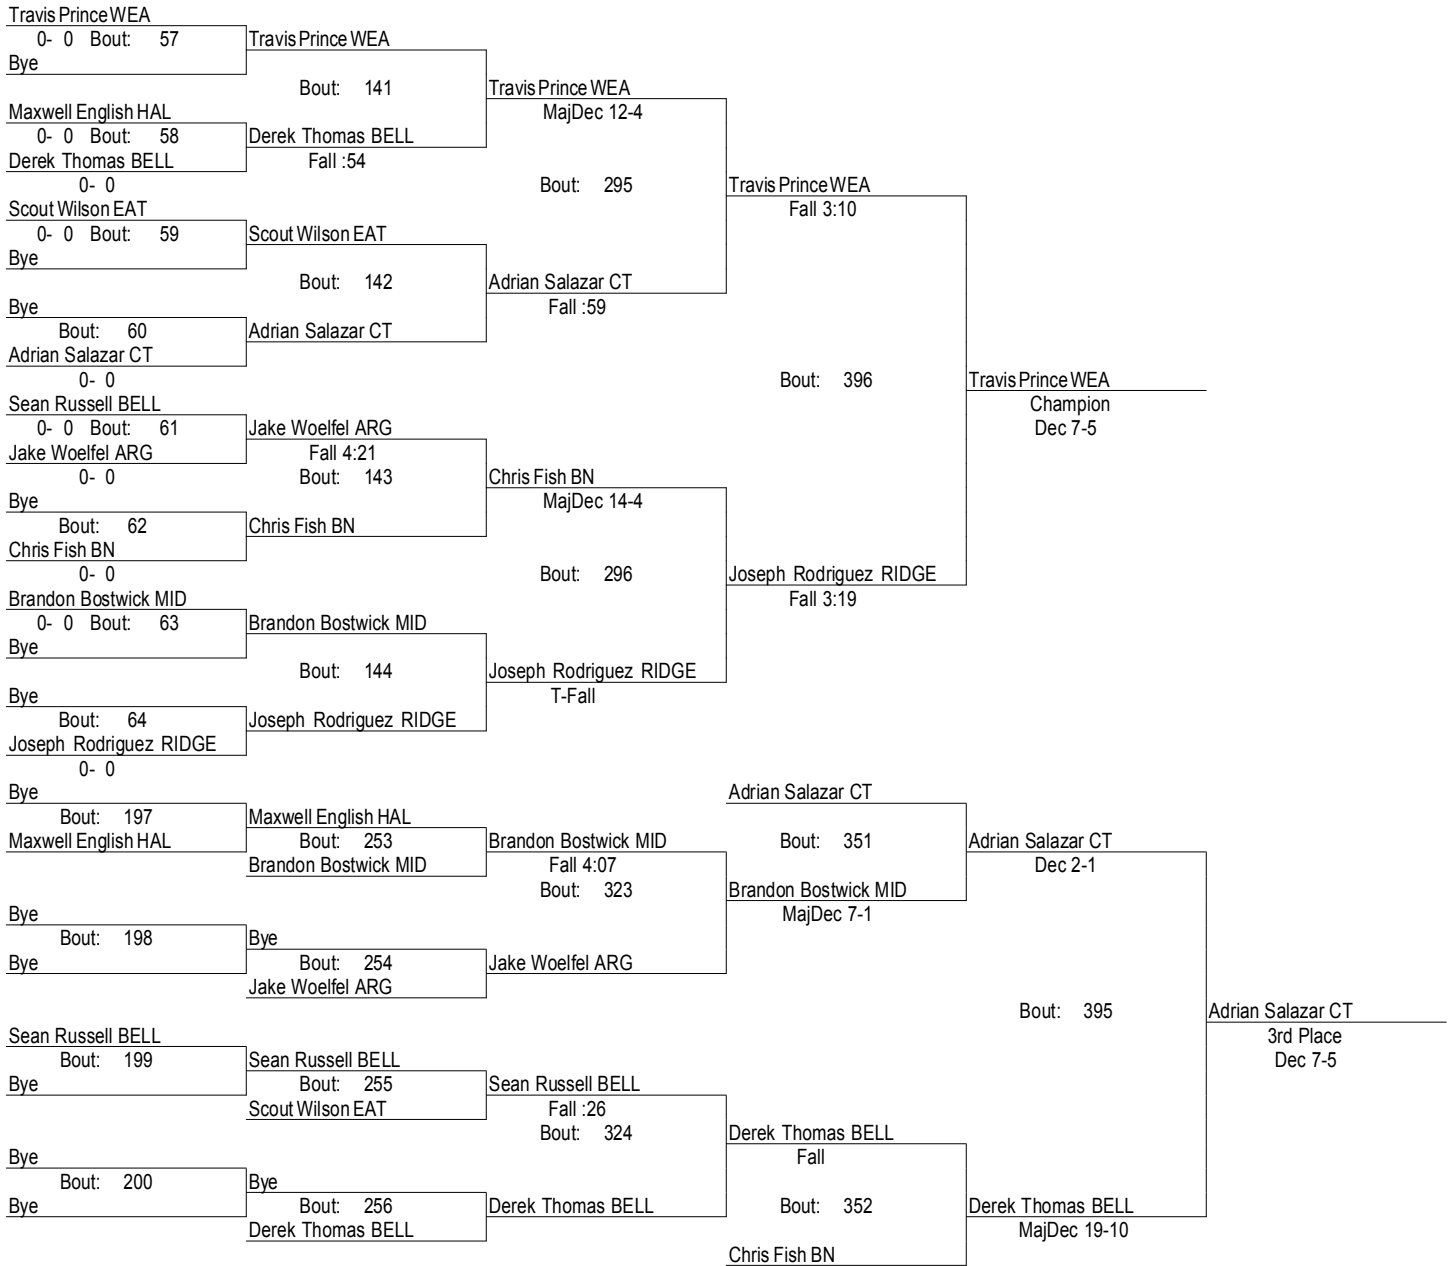 Travis Prince WEA
0- 0 Bout: 57 Travis Prince WEA
Bye
Bout: 141 Travis Prince WEA
Maxwell English HAL MajDec 12-4
0- 0 Bout: 58 Derek Thomas BELL
Derek Thomas BELL Fall :54
0- 0 Bout: 295 Travis Prince WEA
Scout Wilson EAT Fall 3:10
0- 0 Bout: 59 Scout Wilson EAT
Bye
Bout: 142 Adrian Salazar CT
Bye Fall :59
Bout: 60 Adrian Salazar CT
Adrian Salazar CT
0- 0 Bout: 396 Travis Prince WEA
Sean Russell BELL Champion
0- 0 Bout: 61 Jake Woelfel ARG Dec 7-5
Jake Woelfel ARG Fall 4:21
0- 0 Bout: 143 Chris Fish BN
Bye MajDec 14-4
Bout: 62 Chris Fish BN
Chris Fish BN
0- 0 Bout: 296 Joseph Rodriguez RIDGE
Brandon Bostwick MID Fall 3:19
0- 0 Bout: 63 Brandon Bostwick MID
Bye
Bout: 144 Joseph Rodriguez RIDGE
Bye T-Fall
Bout: 64 Joseph Rodriguez RIDGE
Joseph Rodriguez RIDGE
0- 0
Bye Adrian Salazar CT
Bout: 197 Maxwell English HAL
Maxwell English HAL Bout: 253 Brandon Bostwick MID Bout: 351 Adrian Salazar CT
Brandon Bostwick MID Fall 4:07 Dec 2-1
Bout: 323 Brandon Bostwick MID
Bye MajDec 7-1
Bout: 198 Bye
Bye Bout: 254 Jake Woelfel ARG
Jake Woelfel ARG
Bout: 395 Adrian Salazar CT
Sean Russell BELL 3rd Place
Bout: 199 Sean Russell BELL Dec 7-5
Bye Bout: 255 Sean Russell BELL
Scout Wilson EAT Fall :26
Bout: 324 Derek Thomas BELL
Bye Fall
Bout: 200 Bye
Bye Bout: 256 Derek Thomas BELL Bout: 352 Derek Thomas BELL
Derek Thomas BELL MajDec 19-10
Chris Fish BN